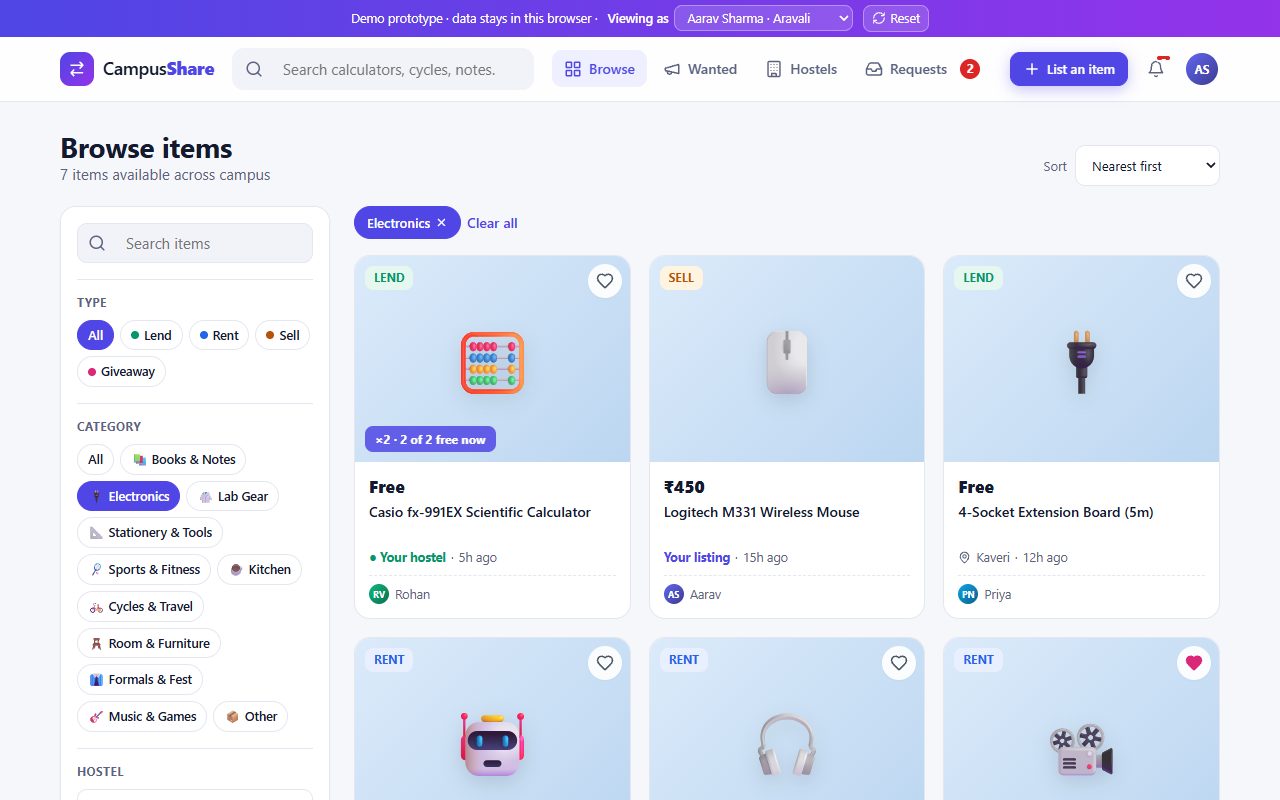 Demo prototype · data stays in this browser · Viewing as Aarav Sharma · Aravali Reset
CampusShare Search calculators, cycles, notes. Browse Wanted Hostels Requests 2 List an item AS
Browse items
7 items available across campus
Sort Nearest first
Search items
TYPE
All Lend Rent Sell
Giveaway
CATEGORY
All Books & Notes
Electronics Lab Gear
Stationery & Tools
Sports & Fitness Kitchen
Cycles & Travel
Room & Furniture
Formals & Fest
Music & Games Other
HOSTEL
Electronics × Clear all
LEND
×2 · 2 of 2 free now
Free
Casio fx-991EX Scientific Calculator
Your hostel · 5h ago
RV Rohan
SELL
₹450
Logitech M331 Wireless Mouse
Your listing · 15h ago
AS Aarav
LEND
Free
4-Socket Extension Board (5m)
Kaveri · 12h ago
PN Priya
RENT
RENT
RENT